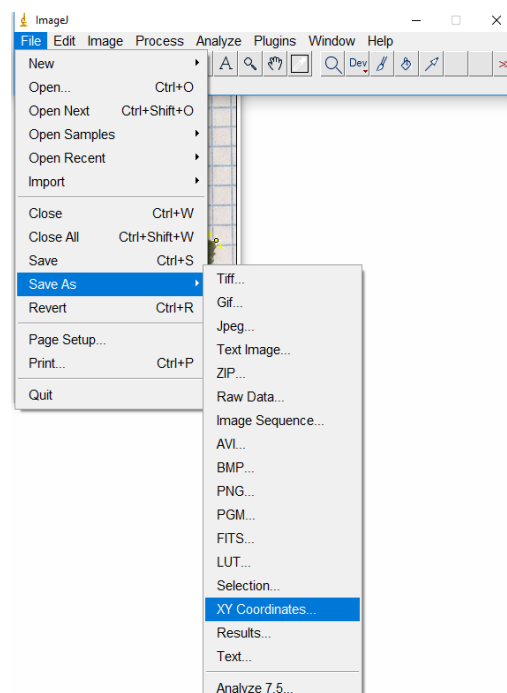 ImageJ
File Edit Image Process Analyze Plugins Window Help
New
A Dev >>
Open... Ctrl+O
Open Next Ctrl+Shift+O
Open Samples
Open Recent
Import
Close Ctrl+W
Close All Ctrl+Shift+W
Save Ctrl+S
Save As
Revert Ctrl+R
Page Setup...
Print... Ctrl+P
Quit
Tiff...
Gif...
Jpeg...
Text Image...
ZIP...
Raw Data...
Image Sequence...
AVI...
BMP...
PNG...
PGM...
FITS...
LUT...
Selection...
XY Coordinates...
Results...
Text...
Analyze 7.5...